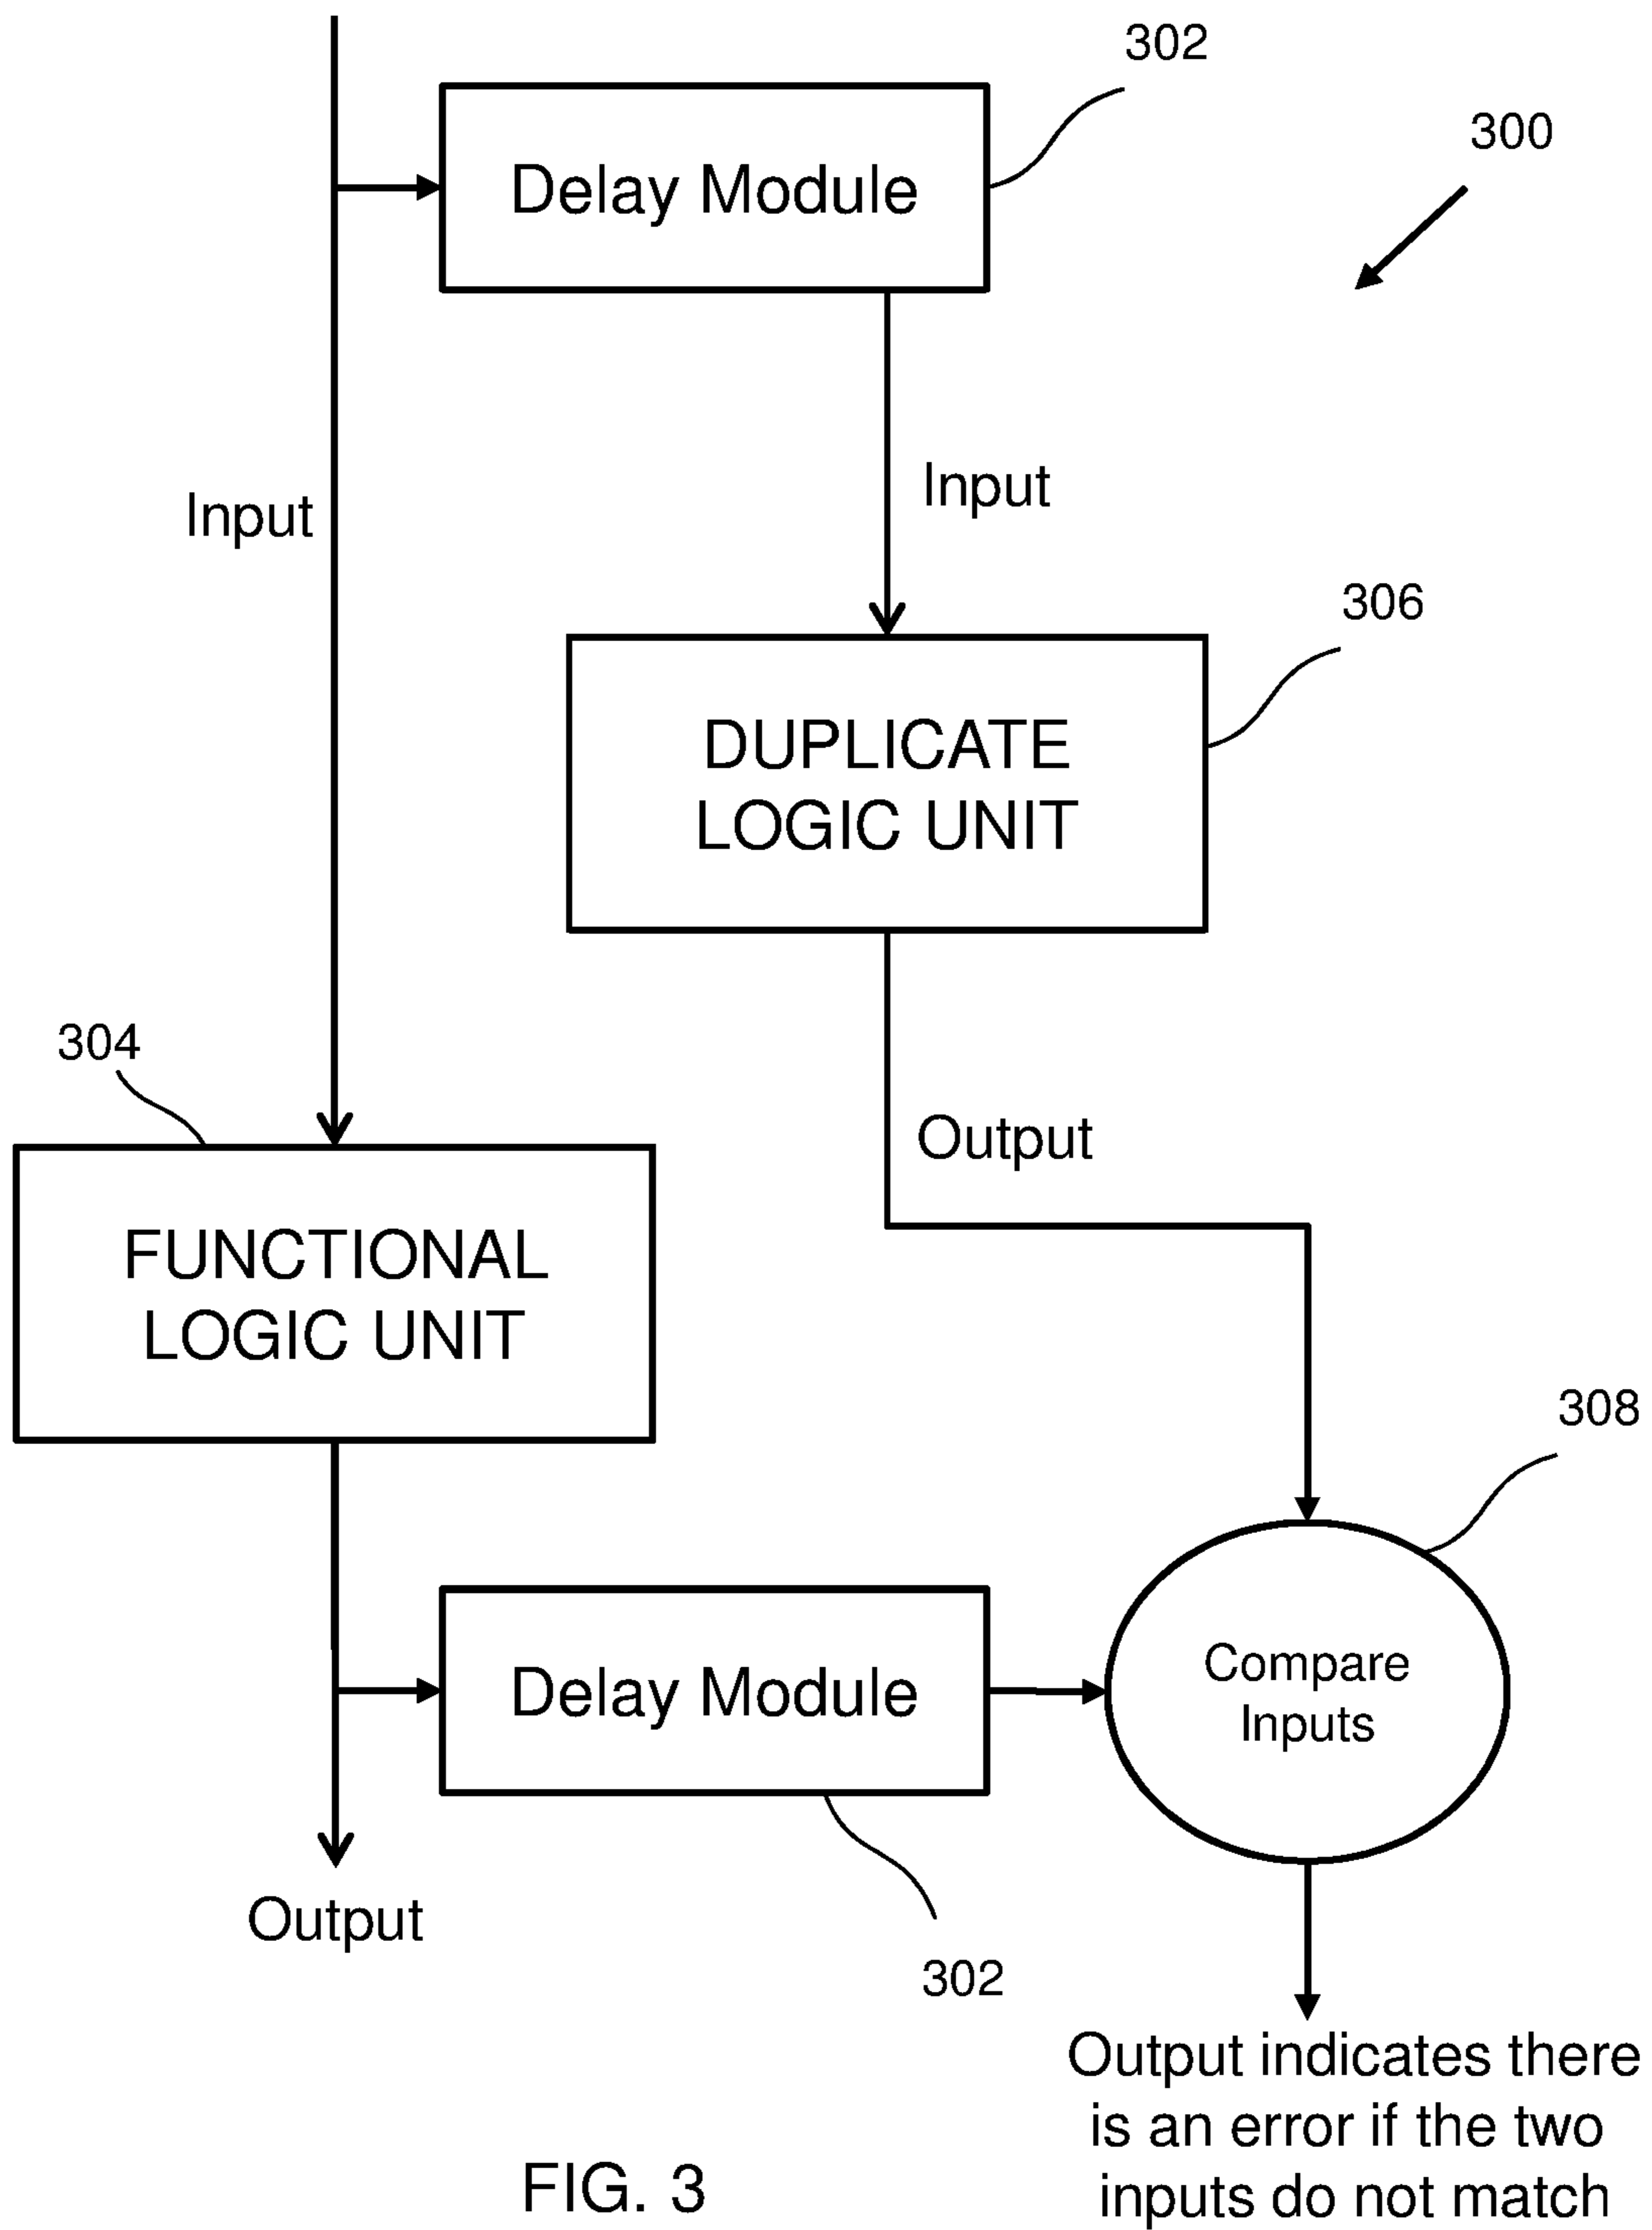 302
300
Delay Module
Input
Input
306
DUPLICATE
LOGIC UNIT
304
Output
FUNCTIONAL
LOGIC UNIT
308
Compare
Inputs
Delay Module
Output
302
Output indicates there
is an error if the two
inputs do not match
FIG. 3